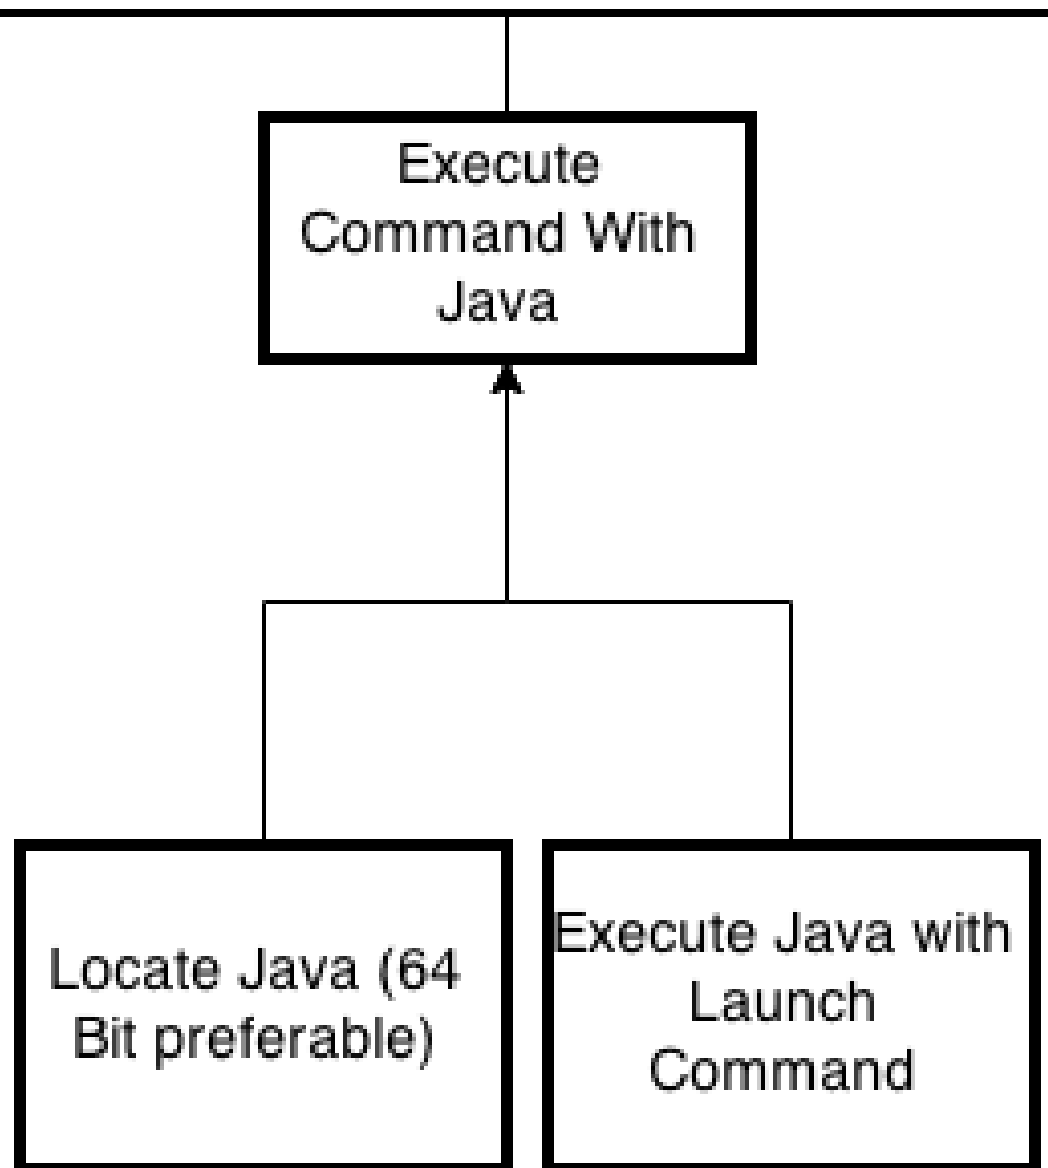 Execute
Command With
Java
Locate Java (64
Bit preferable)
Execute Java with
Launch
Command